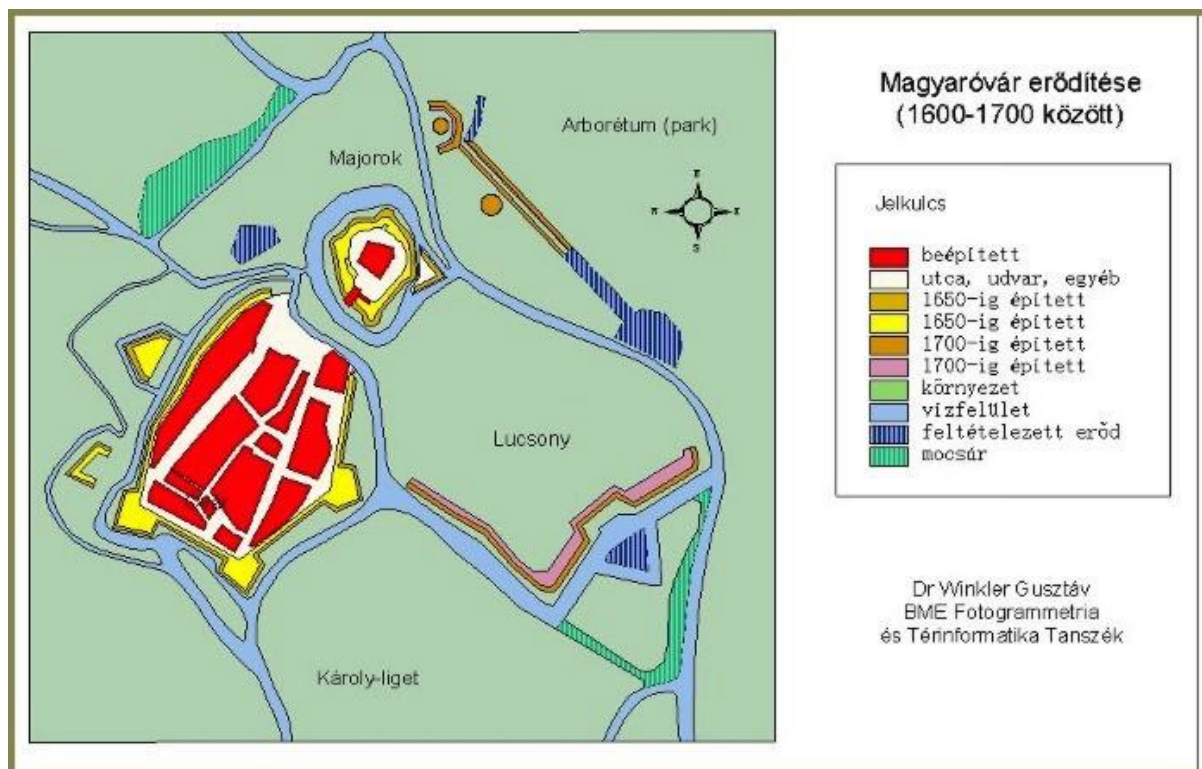 Magyaróvár erődítése
(1600-1700 között)
Arborétum (park)
Majorok
Jelkulcs
beépített
utca, udvar, egyéb
1650-ig épített
1650-ig épített
1700-ig épített
1700-ig épített
környezet
vízfelület
feltételezett erőd
mocsúr
Lucsony
Károly-liget
Dr Winkler Gusztáv
BME Fotogrammetria
és Térinformatika Tanszék